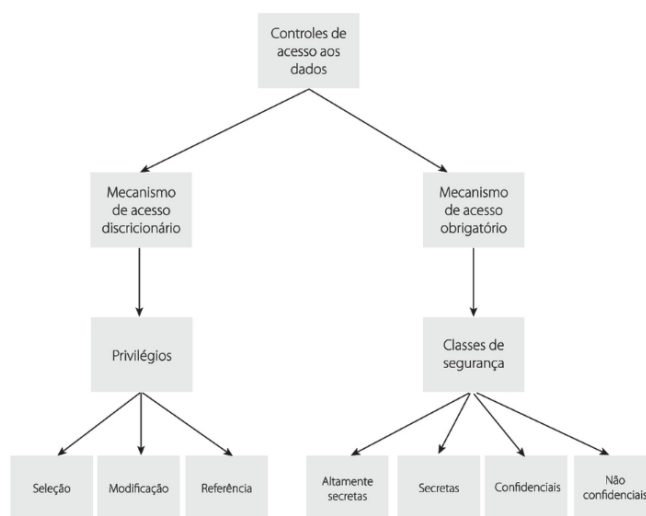 Controles de
acesso aos
dados
Mecanismo
de acesso
discricionário
Mecanismo
de acesso
obrigatório
Privilégios
Classes de
segurança
Seleção
Modificação
Referência
Altamente
secretas
Secretas
Confidenciais
Não
confidenciais